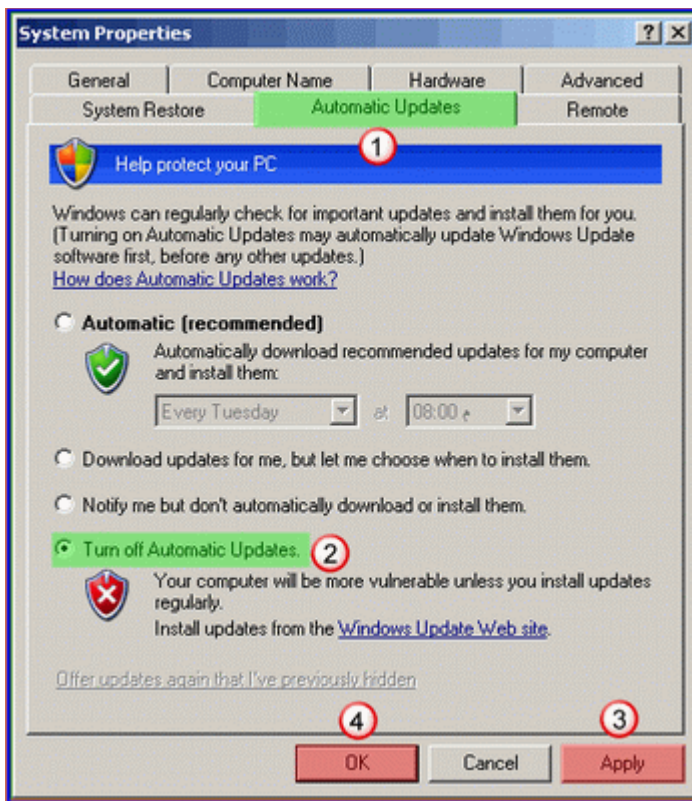 System Properties
General Computer Name Hardware Advanced
System Restore Automatic Updates Remote
1
Help protect your PC
Windows can regularly check for important updates and install them for you.
(Turning on Automatic Updates may automatically update Windows Update
software first, before any other updates.)
How does Automatic Updates work?
Automatic (recommended)
Automatically download recommended updates for my computer
and install them:
Every Tuesday at 08:00 م
Download updates for me, but let me choose when to install them.
Notify me but don't automatically download or install them.
Turn off Automatic Updates. 2
Your computer will be more vulnerable unless you install updates
regularly.
Install updates from the Windows Update Web site.
Offer updates again that I've previously hidden
4 3
OK Cancel Apply